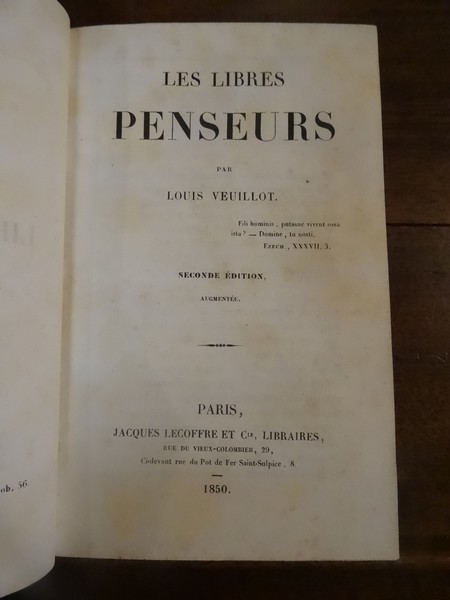 LES LIBRES
PENSEURS
PAR
LOUIS VEUILLOT.
Fili hominis, putasne vivent ossa
ista? — Domine, tu nosti.
EZECH., XXXVII, 3.
SECONDE ÉDITION,
AUGMENTÉE.
PARIS,
JACQUES LECOFFRE ET Cie, LIBRAIRES,
RUE DU VIEUX-COLOMBIER, 29,
Ci-devant rue du Pot de Fer Saint-Sulpice, 8.
1850.
ob. 56.